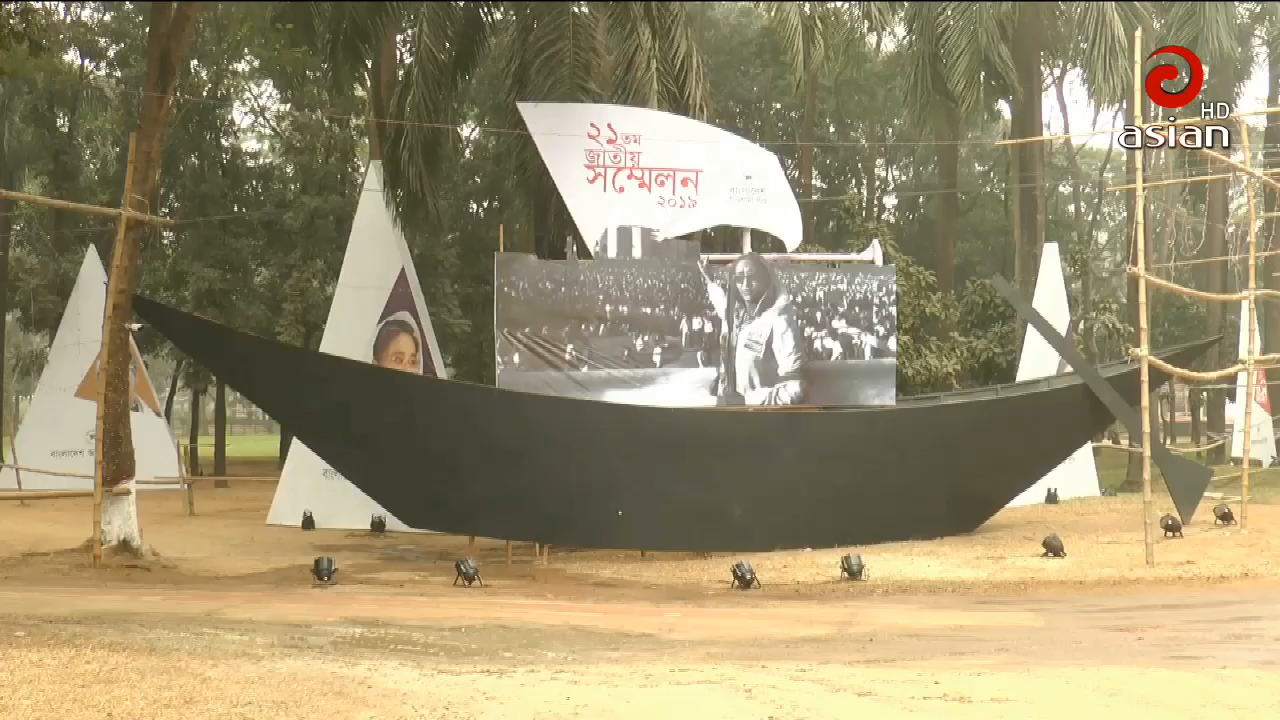 ২১তম
জাতীয়
সম্মেলন
২০১৯
বাংলাদেশ
HD
asian
বাংলাদেশ